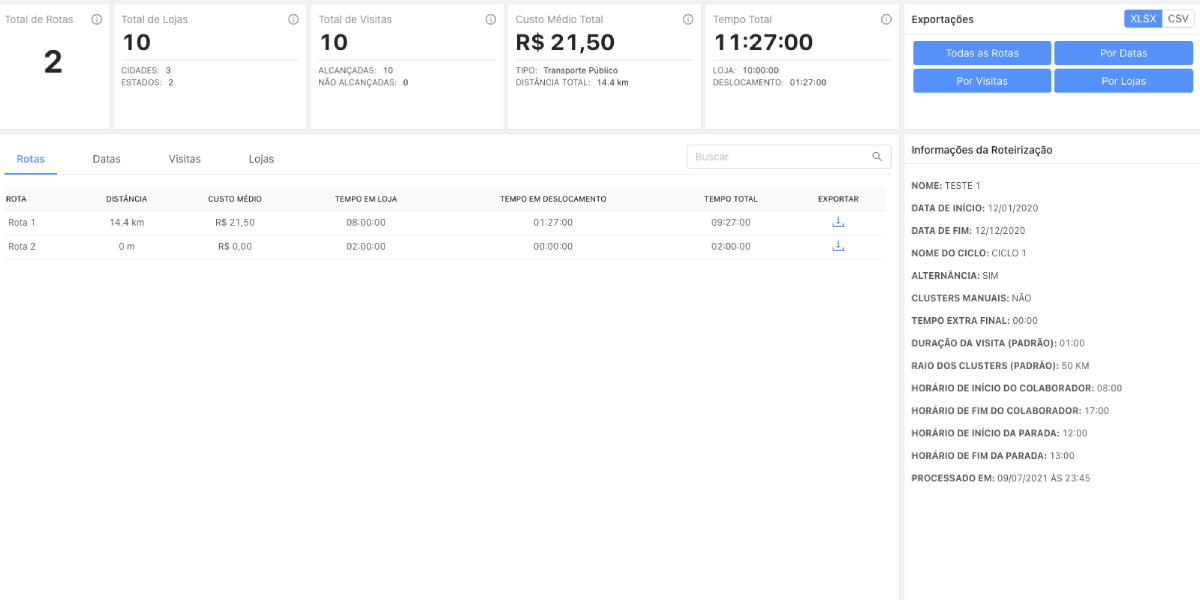 Total de Rotas
2
Total de Lojas
10
CIDADES: 3
ESTADOS: 2
Total de Visitas
10
ALCANÇADAS: 10
NÃO ALCANÇADAS: 0
Custo Médio Total
R$ 21,50
TIPO: Transporte Público
DISTÂNCIA TOTAL: 14.4 km
Tempo Total
11:27:00
LOJA: 10:00:00
DESLOCAMENTO: 01:27:00
Exportações XLSX CSV
Todas as Rotas Por Datas
Por Visitas Por Lojas
Rotas Datas Visitas Lojas Buscar
ROTA DISTÂNCIA CUSTO MÉDIO TEMPO EM LOJA TEMPO EM DESLOCAMENTO TEMPO TOTAL EXPORTAR
Rota 1 14.4 km R$ 21,50 08:00:00 01:27:00 09:27:00
Rota 2 0 m R$ 0,00 02:00:00 00:00:00 02:00:00
Informações da Roteirização
NOME: TESTE 1
DATA DE INÍCIO: 12/01/2020
DATA DE FIM: 12/12/2020
NOME DO CICLO: CICLO 1
ALTERNÂNCIA: SIM
CLUSTERS MANUAIS: NÃO
TEMPO EXTRA FINAL: 00:00
DURAÇÃO DA VISITA (PADRÃO): 01:00
RAIO DOS CLUSTERS (PADRÃO): 50 KM
HORÁRIO DE INÍCIO DO COLABORADOR: 08:00
HORÁRIO DE FIM DO COLABORADOR: 17:00
HORÁRIO DE INÍCIO DA PARADA: 12:00
HORÁRIO DE FIM DA PARADA: 13:00
PROCESSADO EM: 09/07/2021 ÀS 23:45